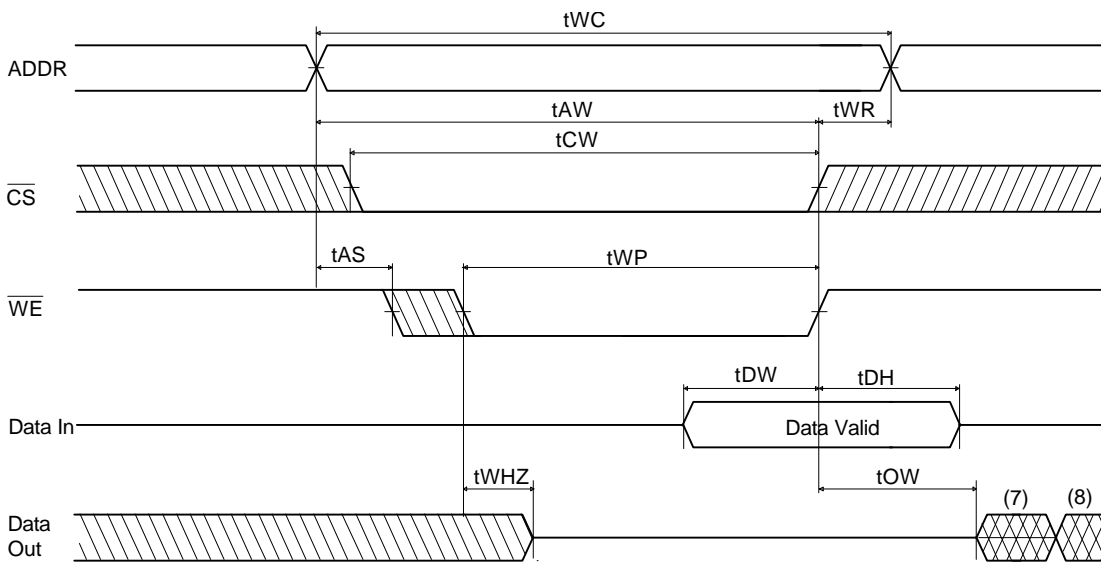 tWC
ADDR
tAW
tWR
tCW
CS
tAS
tWP
WE
tDW
tDH
Data In
Data Valid
tWHZ
tOW
(7)
(8)
Data
Out